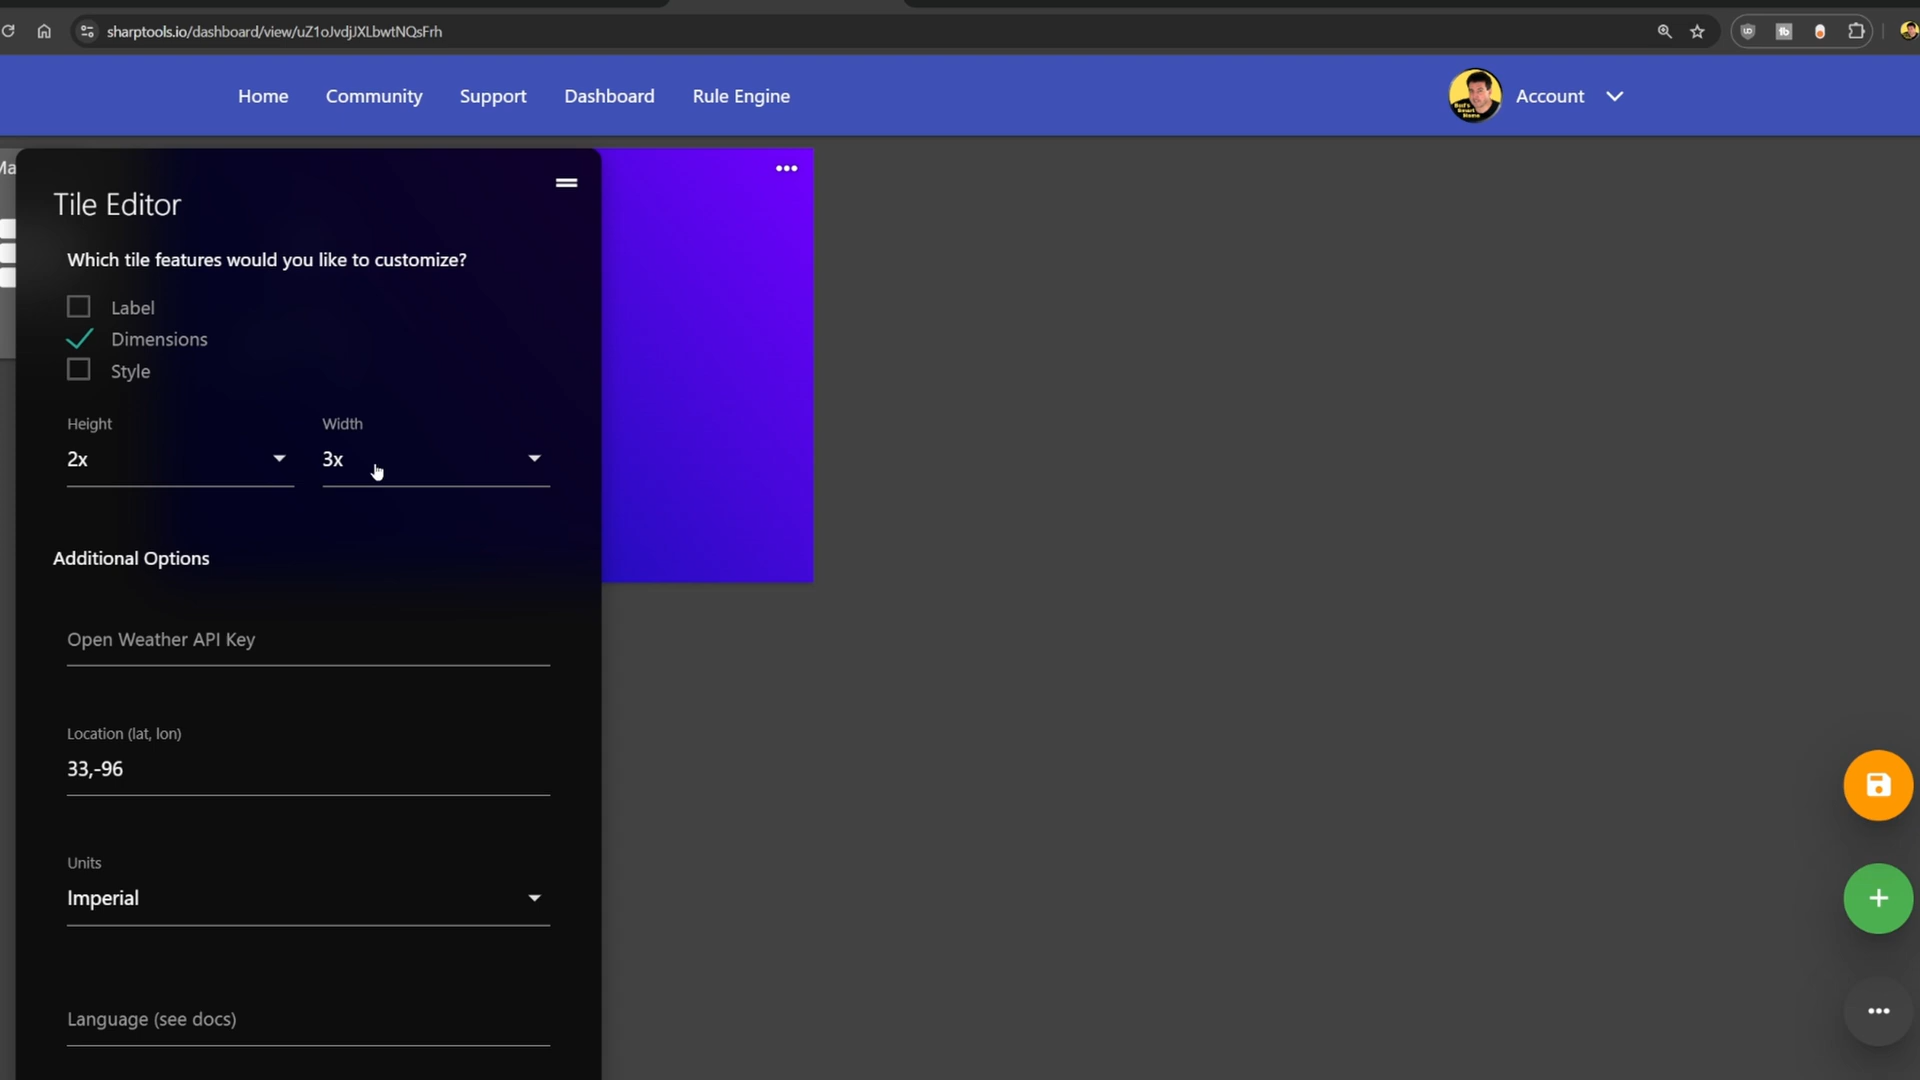 sharptools.io/dashboard/view/uZ1oJvdjJXLbwtNQsFrh
Home Community Support Dashboard Rule Engine Account
Ma
Tile Editor
Which tile features would you like to customize?
Label
Dimensions
Style
Height Width
2x 3x
Additional Options
Open Weather API Key
Location (lat, lon)
33,-96
Units
Imperial
Language (see docs)